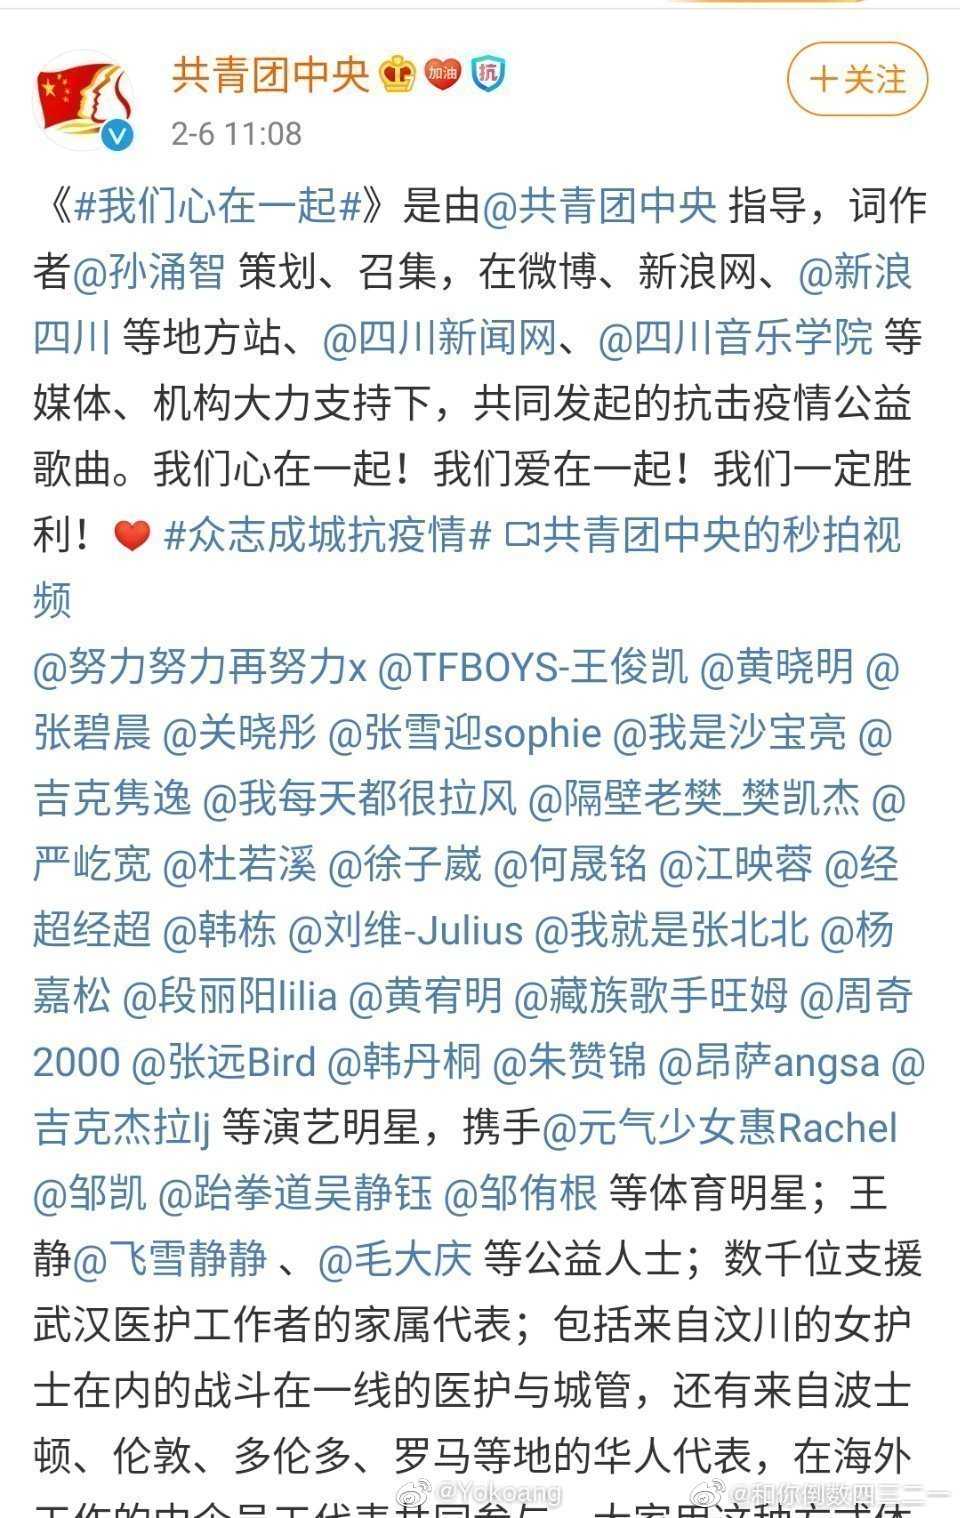 共青团中央 加油 抗
+关注
2-6 11:08
《#我们心在一起#》是由@共青团中央 指导，词作
者@孙涌智 策划、召集，在微博、新浪网、@新浪
四川 等地方站、@四川新闻网、@四川音乐学院 等
媒体、机构大力支持下，共同发起的抗击疫情公益
歌曲。我们心在一起！我们爱在一起！我们一定胜
利！❤ #众志成城抗疫情# 共青团中央的秒拍视
频
@努力努力再努力x @TFBOYS-王俊凯 @黄晓明 @
张碧晨 @关晓彤 @张雪迎sophie @我是沙宝亮 @
吉克隽逸 @我每天都很拉风 @隔壁老樊_樊凯杰 @
严屹宽 @杜若溪 @徐子崴 @何晟铭 @江映蓉 @经
超经超 @韩栋 @刘维-Julius @我就是张北北 @杨
嘉松 @段丽阳lilia @黄宥明 @藏族歌手旺姆 @周奇
2000 @张远Bird @韩丹桐 @朱赞锦 @昂萨angsa @
吉克杰拉lj 等演艺明星，携手@元气少女惠Rachel
@邹凯 @跆拳道吴静钰 @邹侑根 等体育明星；王
静@飞雪静静 、@毛大庆 等公益人士；数千位支援
武汉医护工作者的家属代表；包括来自汶川的女护
士在内的战斗在一线的医护与城管，还有来自波士
顿、伦敦、多伦多、罗马等地的华人代表，在海外
@Yokoang
@和你倒数四三二一